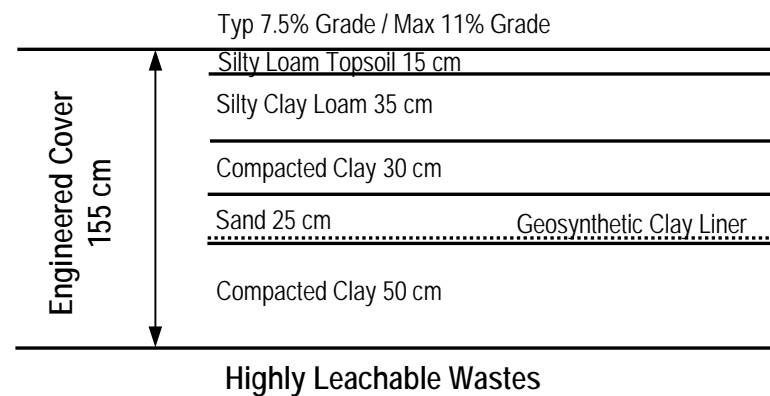 Typ 7.5% Grade / Max 11% Grade
Silty Loam Topsoil 15 cm
Silty Clay Loam 35 cm
Compacted Clay 30 cm
Sand 25 cm
Geosynthetic Clay Liner
Compacted Clay 50 cm
Engineered Cover
155 cm
Highly Leachable Wastes